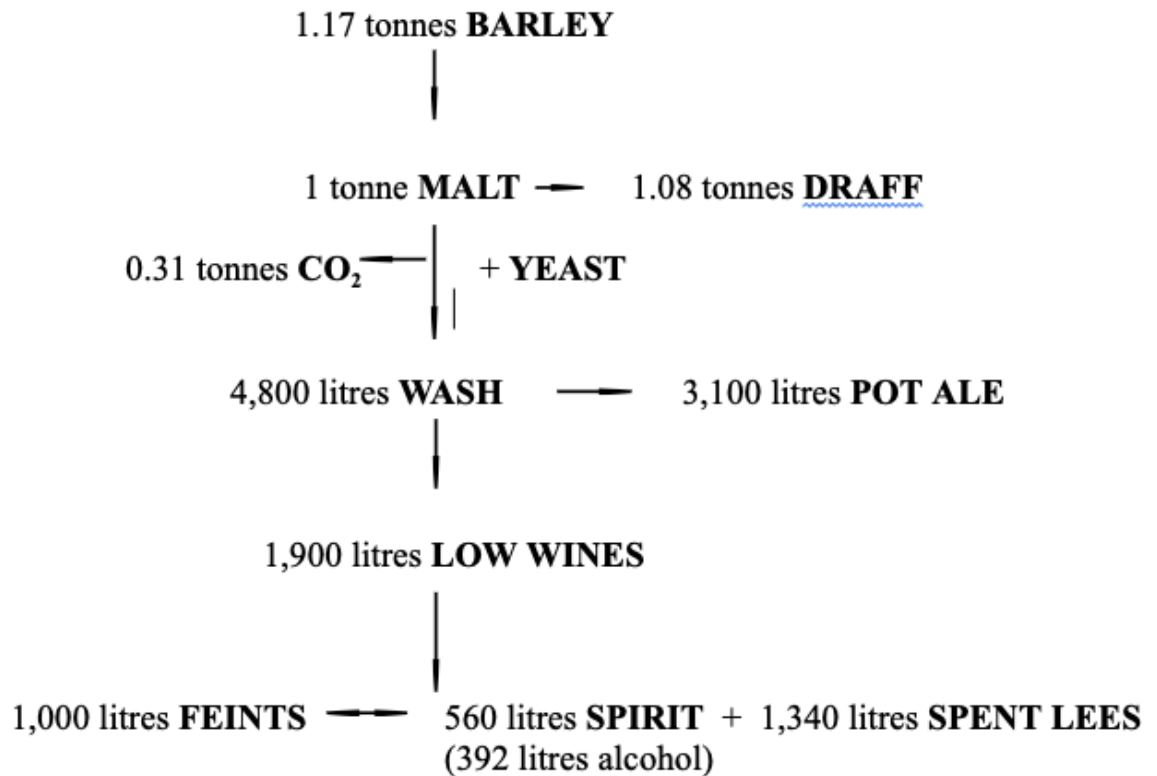 1.17 tonnes BARLEY
1 tonne MALT 1.08 tonnes DRAFF
0.31 tonnes CO₂ + YEAST
4,800 litres WASH 3,100 litres POT ALE
1,900 litres LOW WINES
1,000 litres FEINTS 560 litres SPIRIT + 1,340 litres SPENT LEES
(392 litres alcohol)